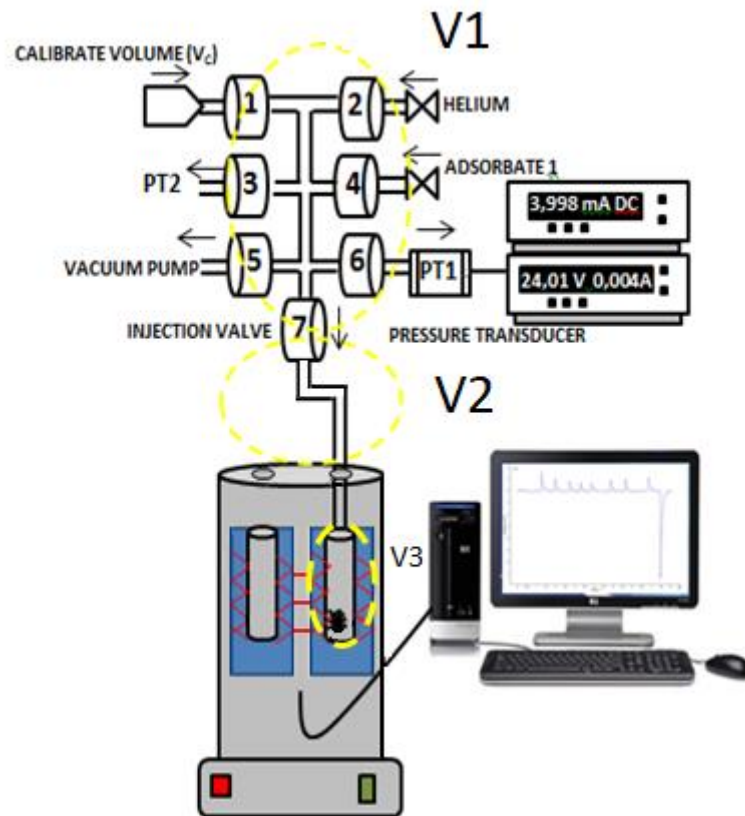 V1
CALIBRATE VOLUME (Vc)
1
2
HELIUM
PT2
3
4
ADSORBATE 1
3,998 mA DC
VACUUM PUMP
5
6
PT1
24,01 V 0,004A
INJECTION VALVE
7
PRESSURE TRANSDUCER
V2
V3